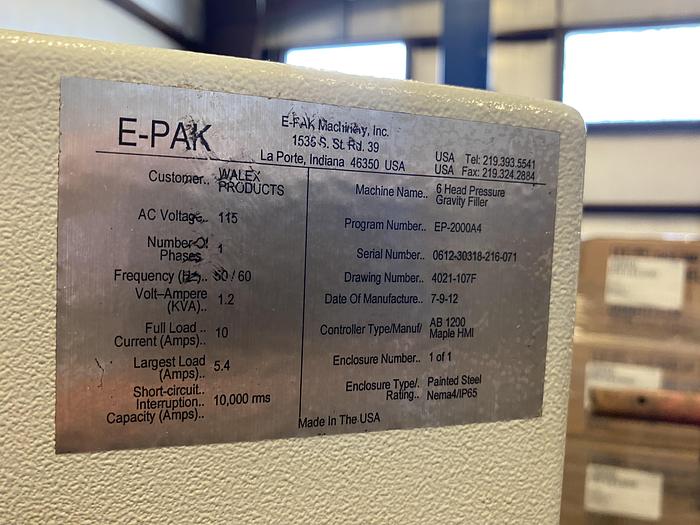 E-PAK
E-PAK Machinery, Inc.
1535 S. St. Rd. 39
La Porte, Indiana 46350 USA
USA Tel: 219.393.5541
USA Fax: 219.324.2884
Customer.. WALEX
PRODUCTS
AC Voltage.. 115
Number Of
Phases 1
Frequency (Hz).. 50 / 60
Volt-Ampere
(KVA).. 1.2
Full Load ..
Current (Amps).. 10
Largest Load
(Amps).. 5.4
Short-circuit..
Interruption.. 10,000 rms
Capacity (Amps)..
Machine Name.. 6 Head Pressure
Gravity Filler
Program Number.. EP-2000A4
Serial Number.. 0612-30318-216-071
Drawing Number.. 4021-107F
Date Of Manufacture.. 7-9-12
Controller Type/Manuf/ AB 1200
Maple HMI
Enclosure Number.. 1 of 1
Enclosure Type/. Painted Steel
Rating.. Nema4/IP65
Made In The USA